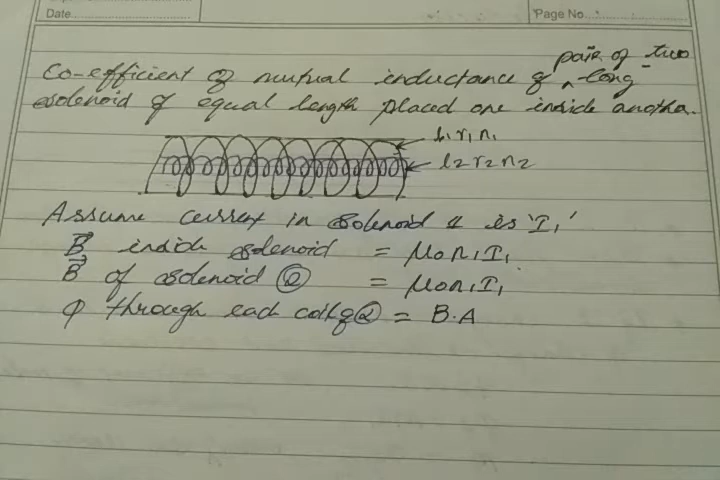 Date
Page No.
pair of two
Co-efficient of mutual inductance of ^ long
solenoid of equal length placed one inside another.
l₁ r₁ n₁
l2 r2 n2
Assume current in solenoid 1 is 'I₁'
B⃗ inside solenoid = μ₀n₁I₁
B⃗ of solenoid ② = μ₀n₁I₁
φ through each coil of ② = B.A